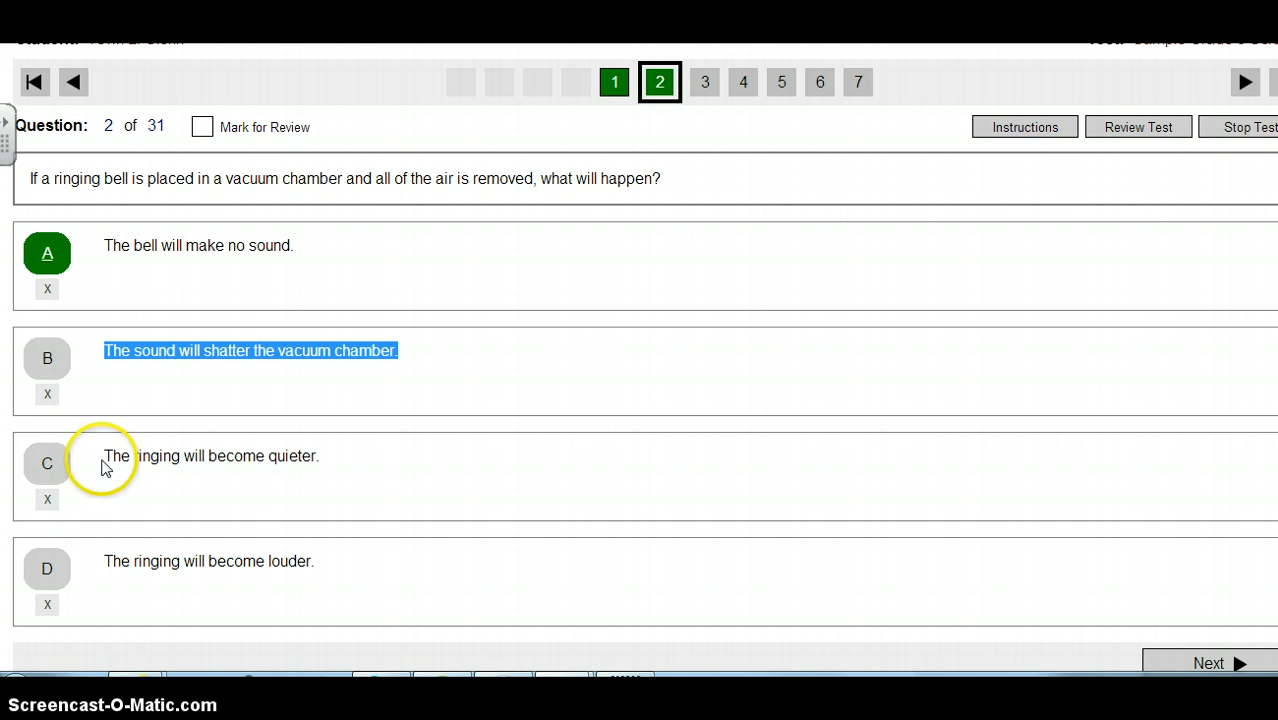 1 2 3 4 5 6 7
Question: 2 of 31 Mark for Review Instructions Review Test Stop Test
If a ringing bell is placed in a vacuum chamber and all of the air is removed, what will happen?
A The bell will make no sound.
X
B The sound will shatter the vacuum chamber.
X
C The ringing will become quieter.
X
D The ringing will become louder.
X
Next
Screencast-O-Matic.com